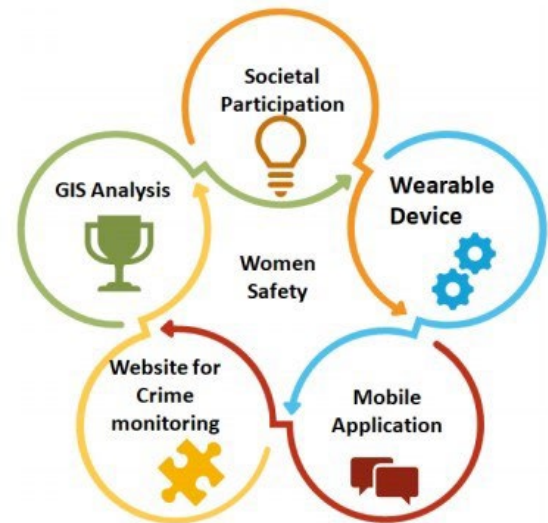 Societal
Participation
Wearable
Device
Mobile
Application
Website for
Crime
monitoring
GIS Analysis
Women
Safety